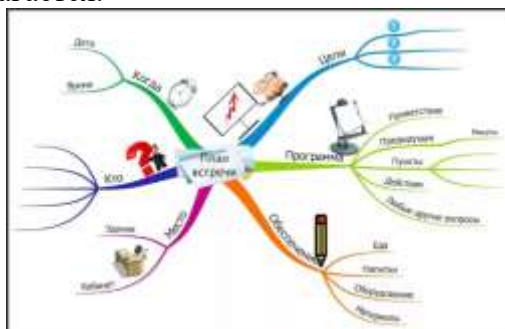 План
встречи
Когда
Дата
Время
Цели
Программа
Приветствие
Пункты
Действия
Любые другие вопросы
Обеспечение
Еда
Напитки
Оборудование
Материалы
Место
Здание
Кабинет
Кто